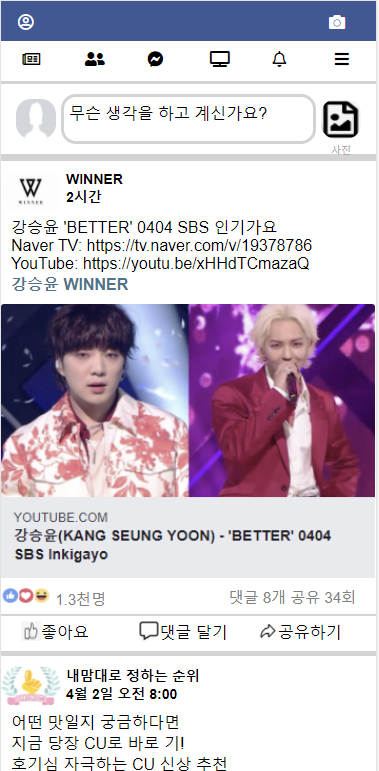 무슨 생각을 하고 계신가요?
사진
WINNER
WINNER
2시간
강승윤 'BETTER' 0404 SBS 인기가요
Naver TV: https://tv.naver.com/v/19378786
YouTube: https://youtu.be/xHHdTCmazaQ
강승윤 WINNER
YOUTUBE.COM
강승윤(KANG SEUNG YOON) - 'BETTER' 0404
SBS Inkigayo
1.3천명
댓글 8개 공유 34회
좋아요
댓글 달기
공유하기
내맘대로 정하는 순위
4월 2일 오전 8:00
어떤 맛일지 궁금하다면
지금 당장 CU로 바로 기!
호기심 자극하는 CU 신상 추천